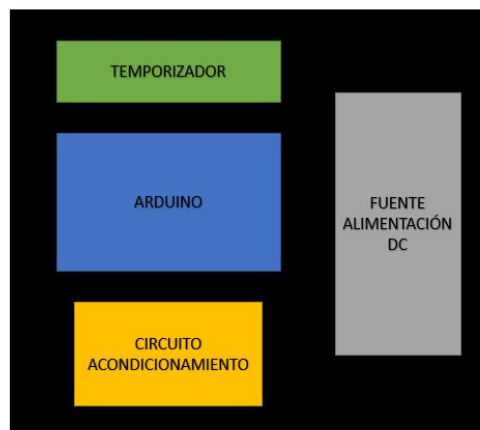 TEMPORIZADOR
ARDUINO
FUENTE
ALIMENTACIÓN
DC
CIRCUITO
ACONDICIONAMIENTO